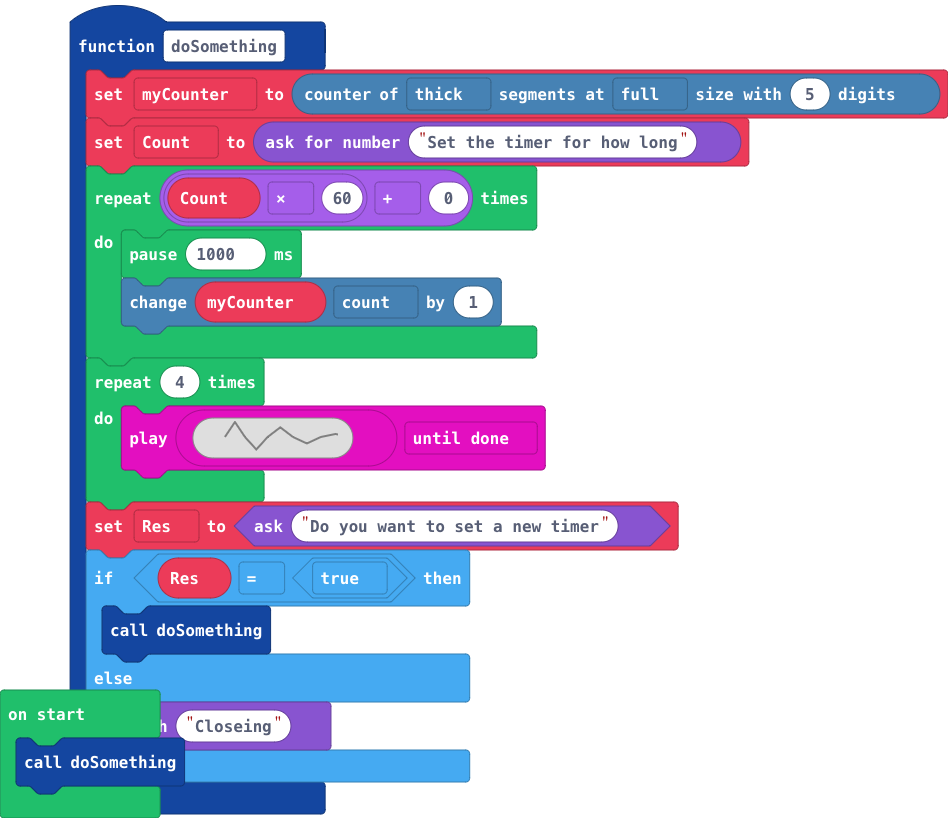 function doSomething
set myCounter to counter of thick segments at full size with 5 digits
set Count to ask for number "Set the timer for how long"
repeat Count × 60 + 0 times
do
pause 1000 ms
change myCounter count by 1
repeat 4 times
do
play until done
set Res to ask "Do you want to set a new timer"
if Res = true then
call doSomething
else
h "Closeing"
on start
call doSomething